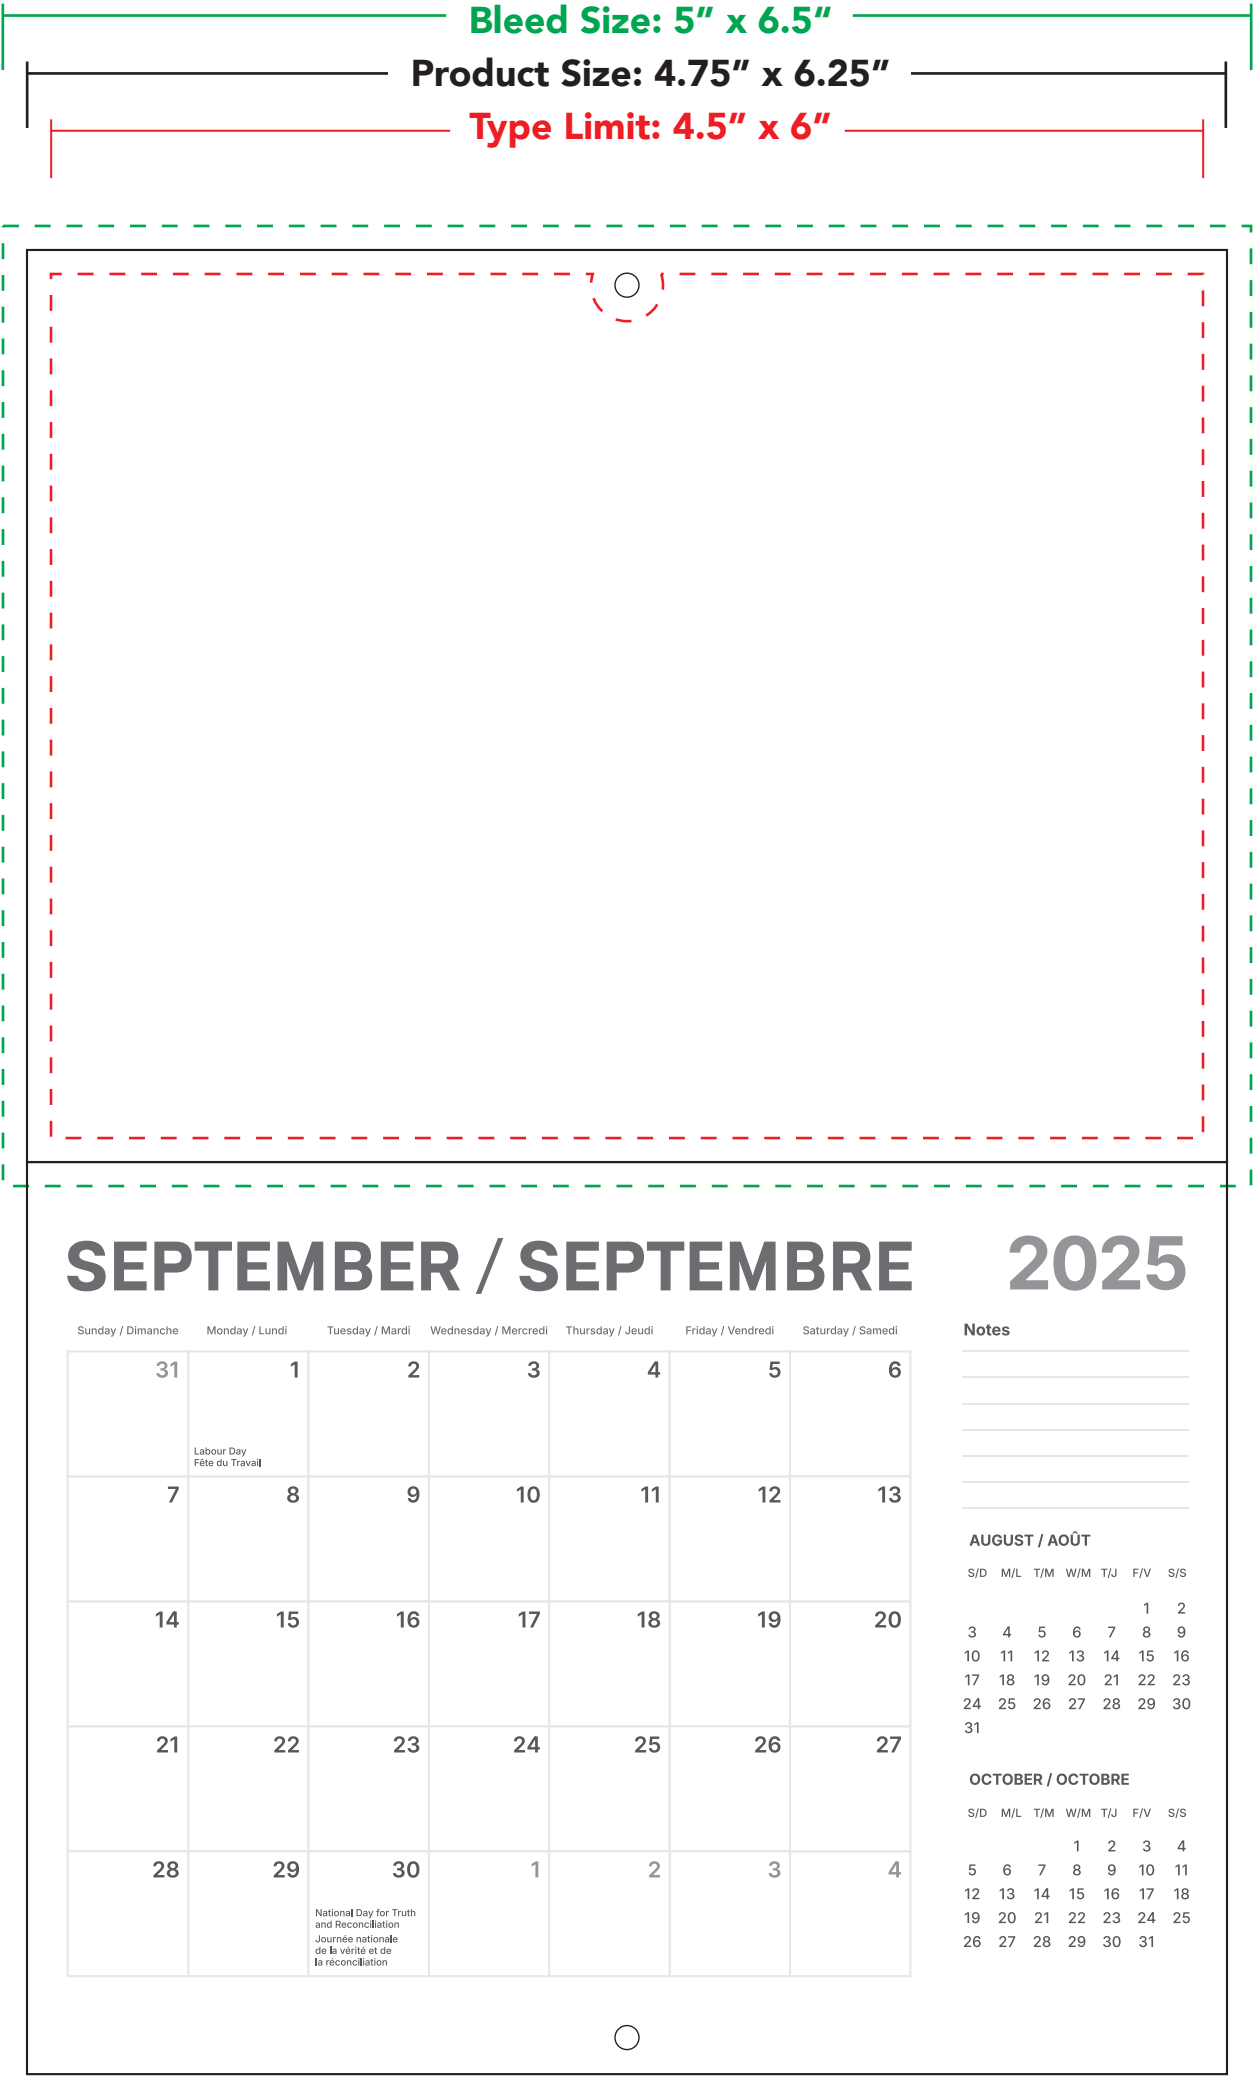 Bleed Size: 5” x 6.5”
Product Size: 4.75” x 6.25”
Type Limit: 4.5” x 6”
SEPTEMBER / SEPTEMBRE 2025
Sunday / Dimanche Monday / Lundi Tuesday / Mardi Wednesday / Mercredi Thursday / Jeudi Friday / Vendredi Saturday / Samedi
31 1 2 3 4 5 6
Labour Day
Fête du Travail
7 8 9 10 11 12 13
14 15 16 17 18 19 20
21 22 23 24 25 26 27
28 29 30 1 2 3 4
National Day for Truth
and Reconciliation
Journée nationale
de la vérité et de
la réconciliation
Notes
AUGUST / AOÛT
S/D M/L T/M W/M T/J F/V S/S
1 2
3 4 5 6 7 8 9
10 11 12 13 14 15 16
17 18 19 20 21 22 23
24 25 26 27 28 29 30
31
OCTOBER / OCTOBRE
S/D M/L T/M W/M T/J F/V S/S
1 2 3 4
5 6 7 8 9 10 11
12 13 14 15 16 17 18
19 20 21 22 23 24 25
26 27 28 29 30 31